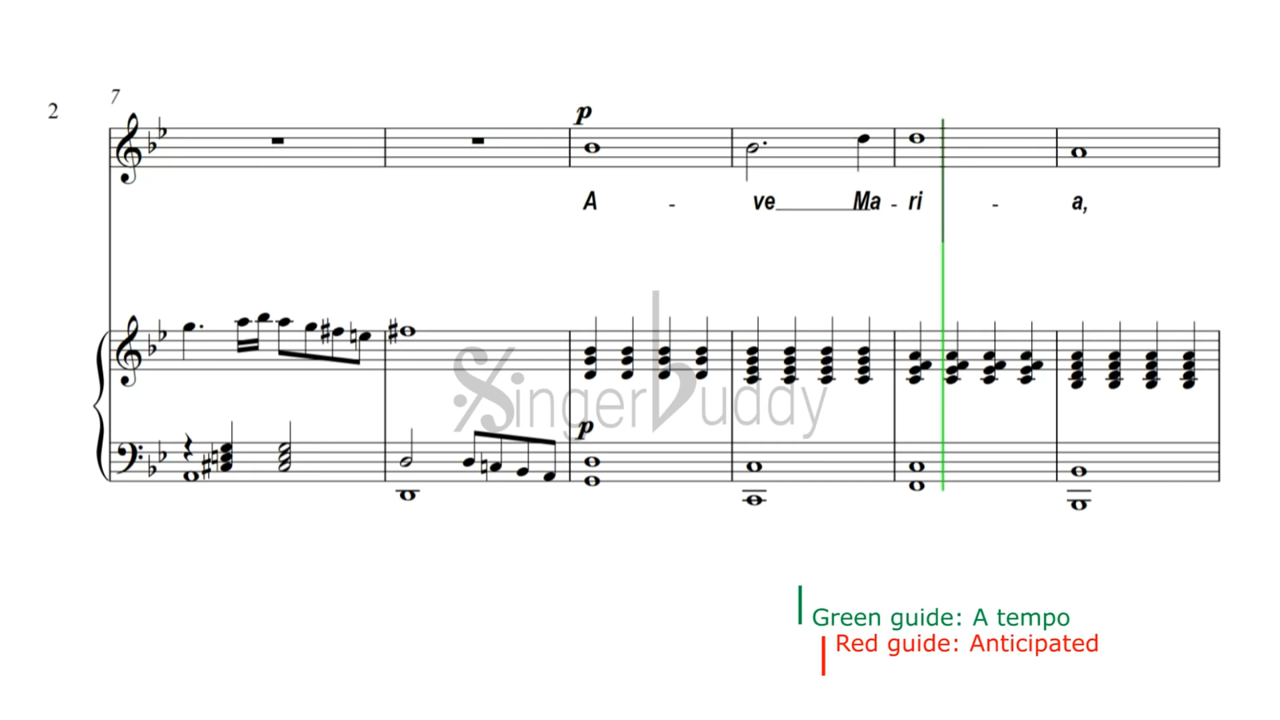 7
2
p
A - ve Ma - ri - a,
SingerBuddy
p
Green guide: A tempo
Red guide: Anticipated